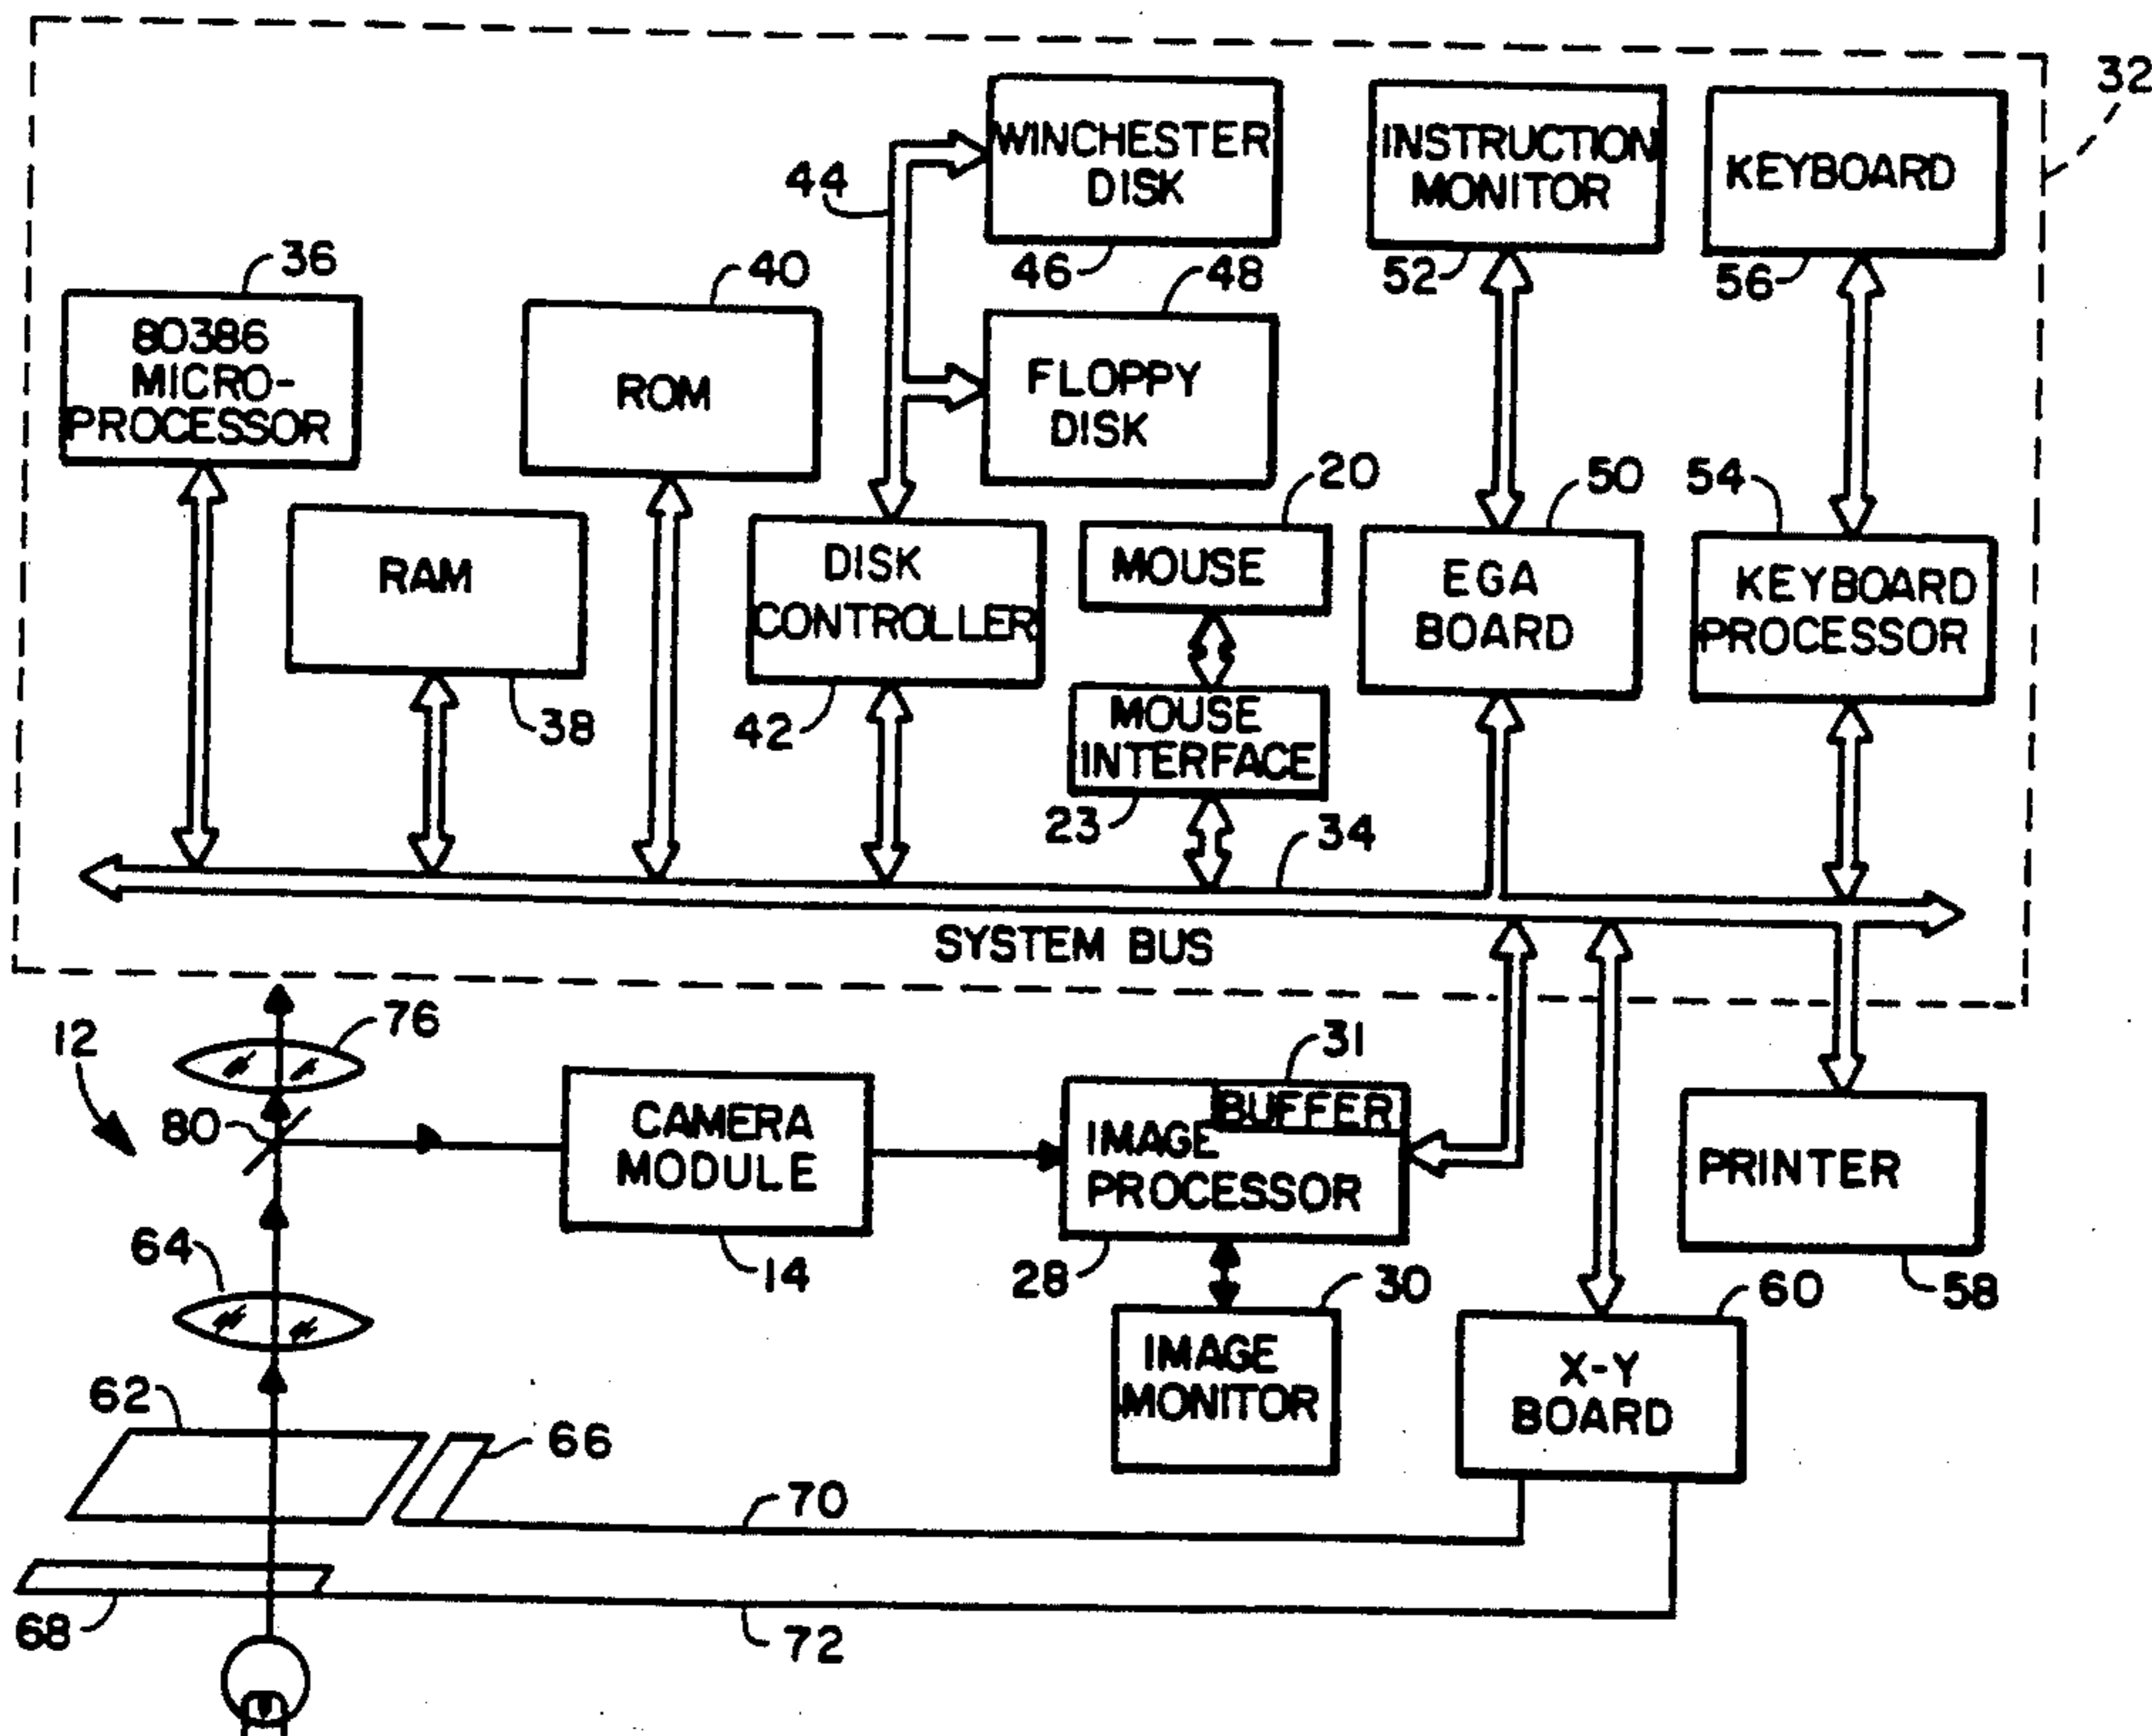 32
WINCHESTER
DISK
46
INSTRUCTION
MONITOR
52
KEYBOARD
56
44
36
80386
MICRO-
PROCESSOR
40
ROM
48
FLOPPY
DISK
RAM
38
DISK
CONTROLLER
42
20
MOUSE
MOUSE
INTERFACE
23
50
EGA
BOARD
54
KEYBOARD
PROCESSOR
34
SYSTEM BUS
12
76
80
64
CAMERA
MODULE
14
31
BUFFER
IMAGE
PROCESSOR
28
30
IMAGE
MONITOR
PRINTER
58
60
X-Y
BOARD
62
66
70
68
72